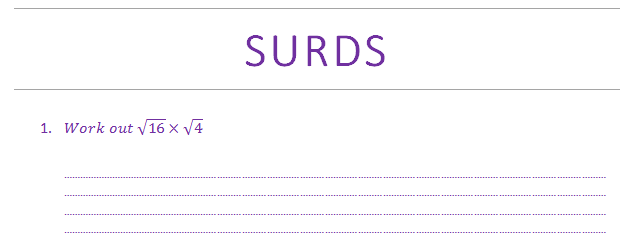 SURDS
1. Work out √16 × √4